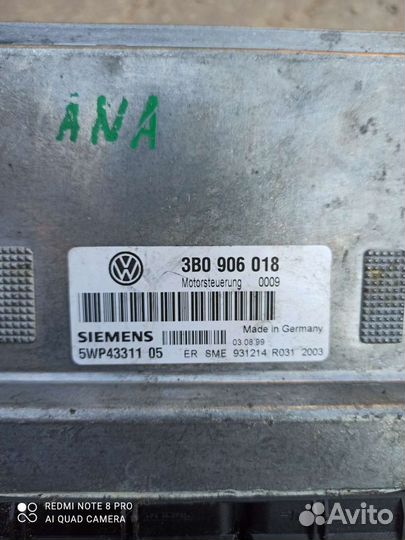 ANA
3B0 906 018
Motorsteuerung 0009
SIEMENS
Made in Germany
03.08.99
5WP43311 05 ER SME 931214 R031 2003
REDMI NOTE 8 PRO
AI QUAD CAMERA
Avito